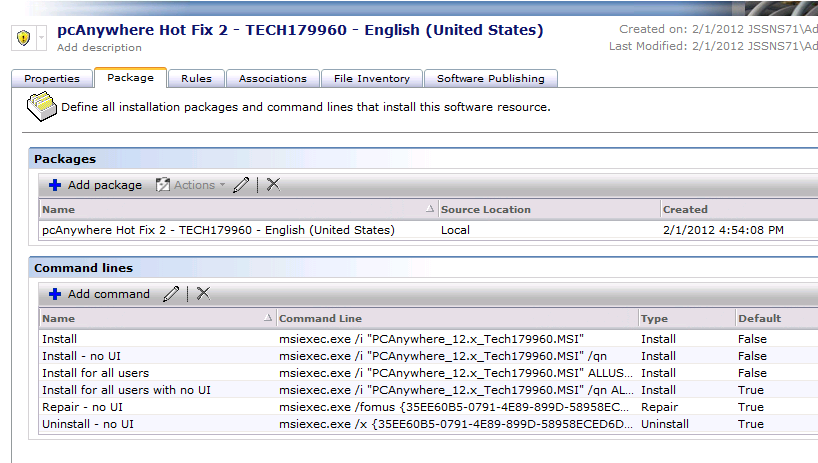 pcAnywhere Hot Fix 2 - TECH179960 - English (United States)
Created on: 2/1/2012 JSSNS71\Ad
Add description
Last Modified: 2/1/2012 JSSNS71\Ad
Properties Package Rules Associations File Inventory Software Publishing
Define all installation packages and command lines that install this software resource.
Packages
Add package Actions
Name Source Location Created
pcAnywhere Hot Fix 2 - TECH179960 - English (United States) Local 2/1/2012 4:54:08 PM
Command lines
Add command
Name Command Line Type Default
Install msiexec.exe /i "PCAnywhere_12.x_Tech179960.MSI" Install False
Install - no UI msiexec.exe /i "PCAnywhere_12.x_Tech179960.MSI" /qn Install False
Install for all users msiexec.exe /i "PCAnywhere_12.x_Tech179960.MSI" ALLUS... Install False
Install for all users with no UI msiexec.exe /i "PCAnywhere_12.x_Tech179960.MSI" /qn AL... Install True
Repair - no UI msiexec.exe /fomus {35EE60B5-0791-4E89-899D-58958EC... Repair True
Uninstall - no UI msiexec.exe /x {35EE60B5-0791-4E89-899D-58958ECED6D... Uninstall True